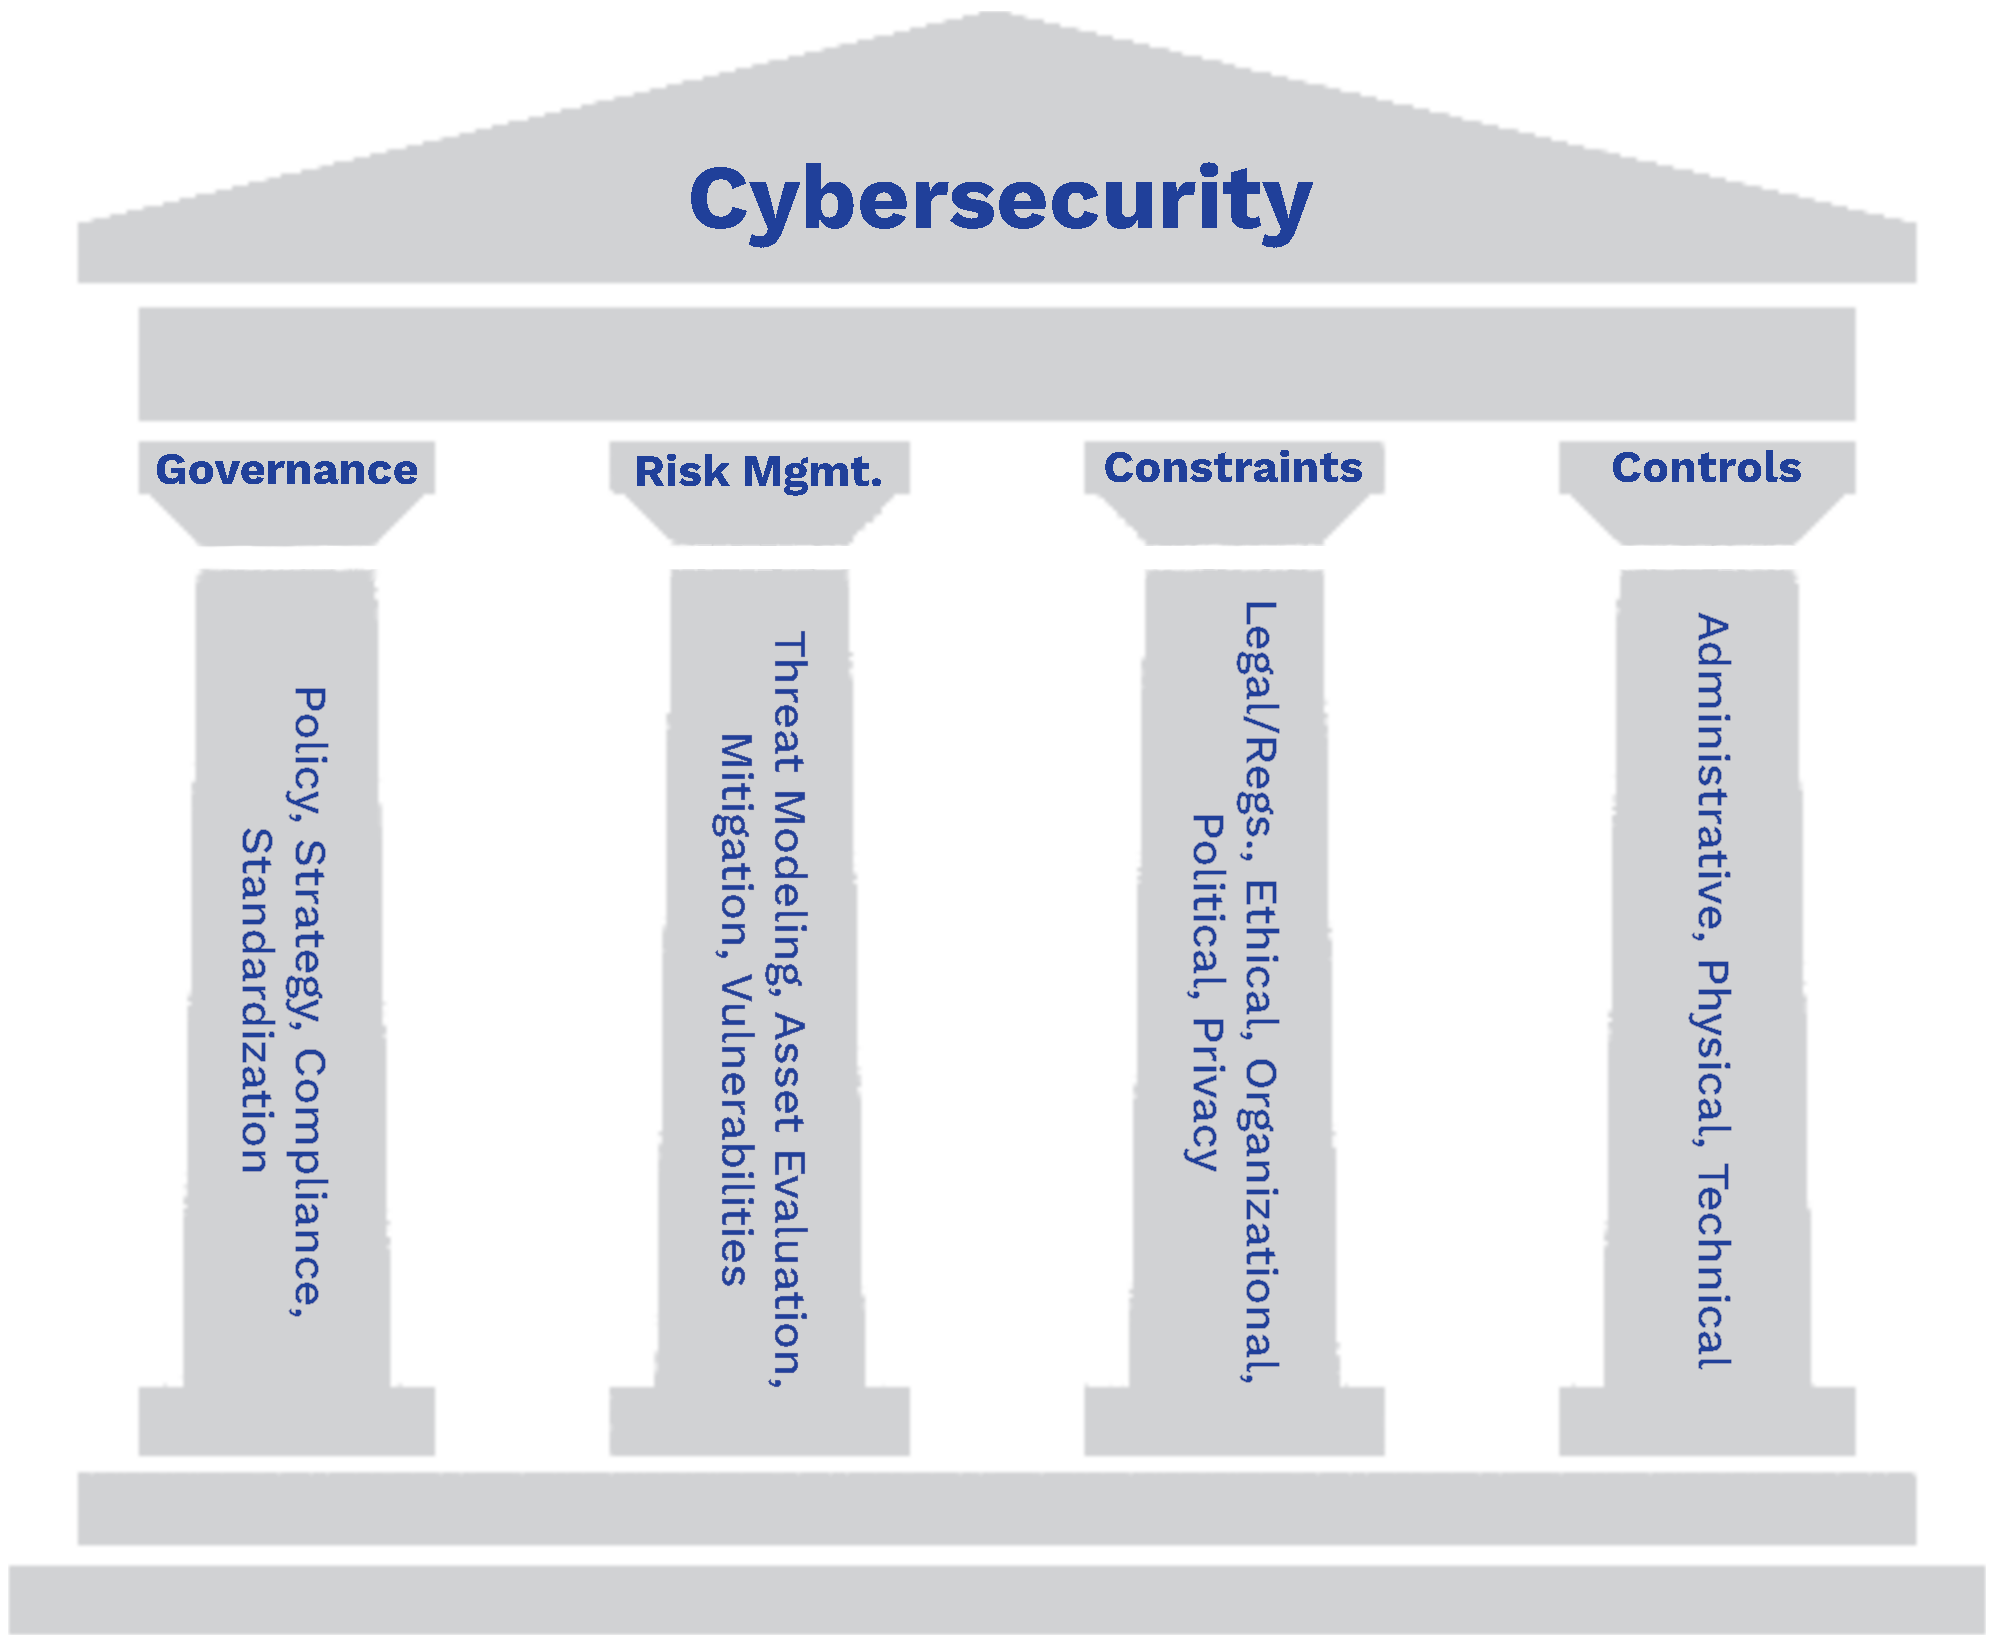 Cybersecurity
Governance
Risk Mgmt.
Constraints
Controls
Policy, Strategy, Compliance,
Standardization
Threat Modeling, Asset Evaluation,
Mitigation, Vulnerabilities
Legal/Regs., Ethical, Organizational,
Political, Privacy
Administrative, Physical, Technical